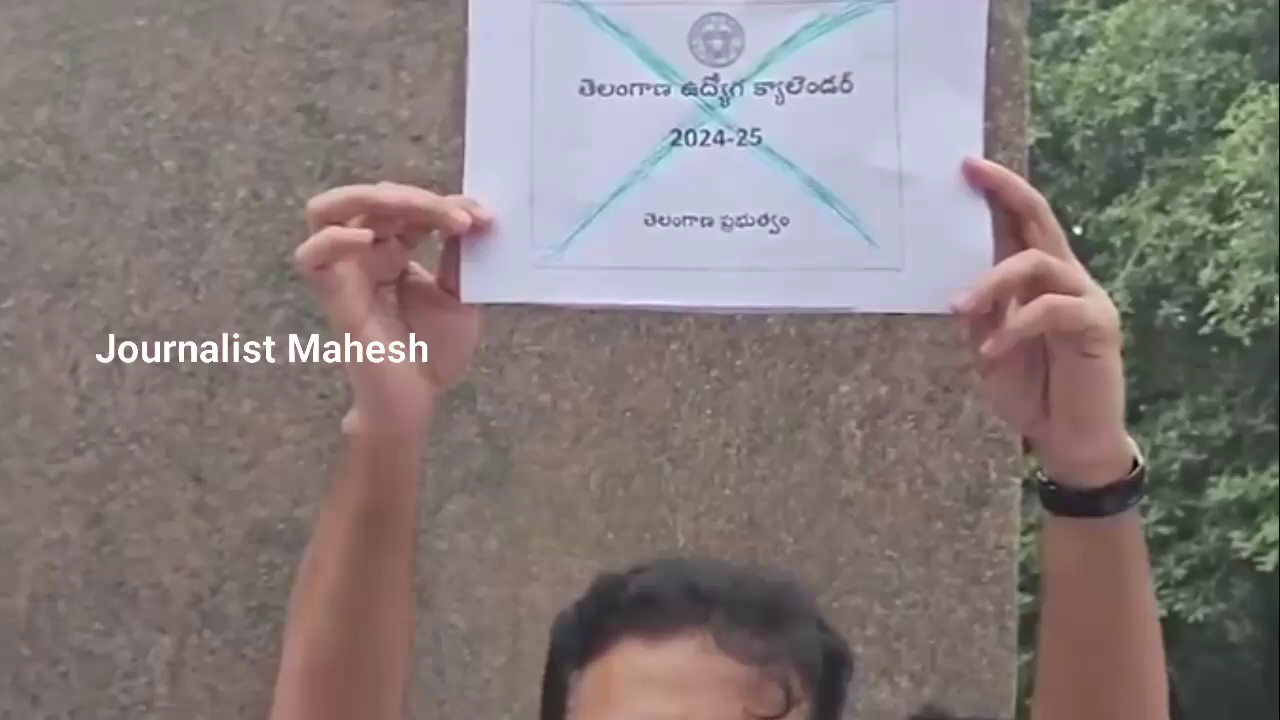 తెలంగాణ ఉద్యోగ క్యాలెండర్
2024-25
తెలంగాణ ప్రభుత్వం
Journalist Mahesh